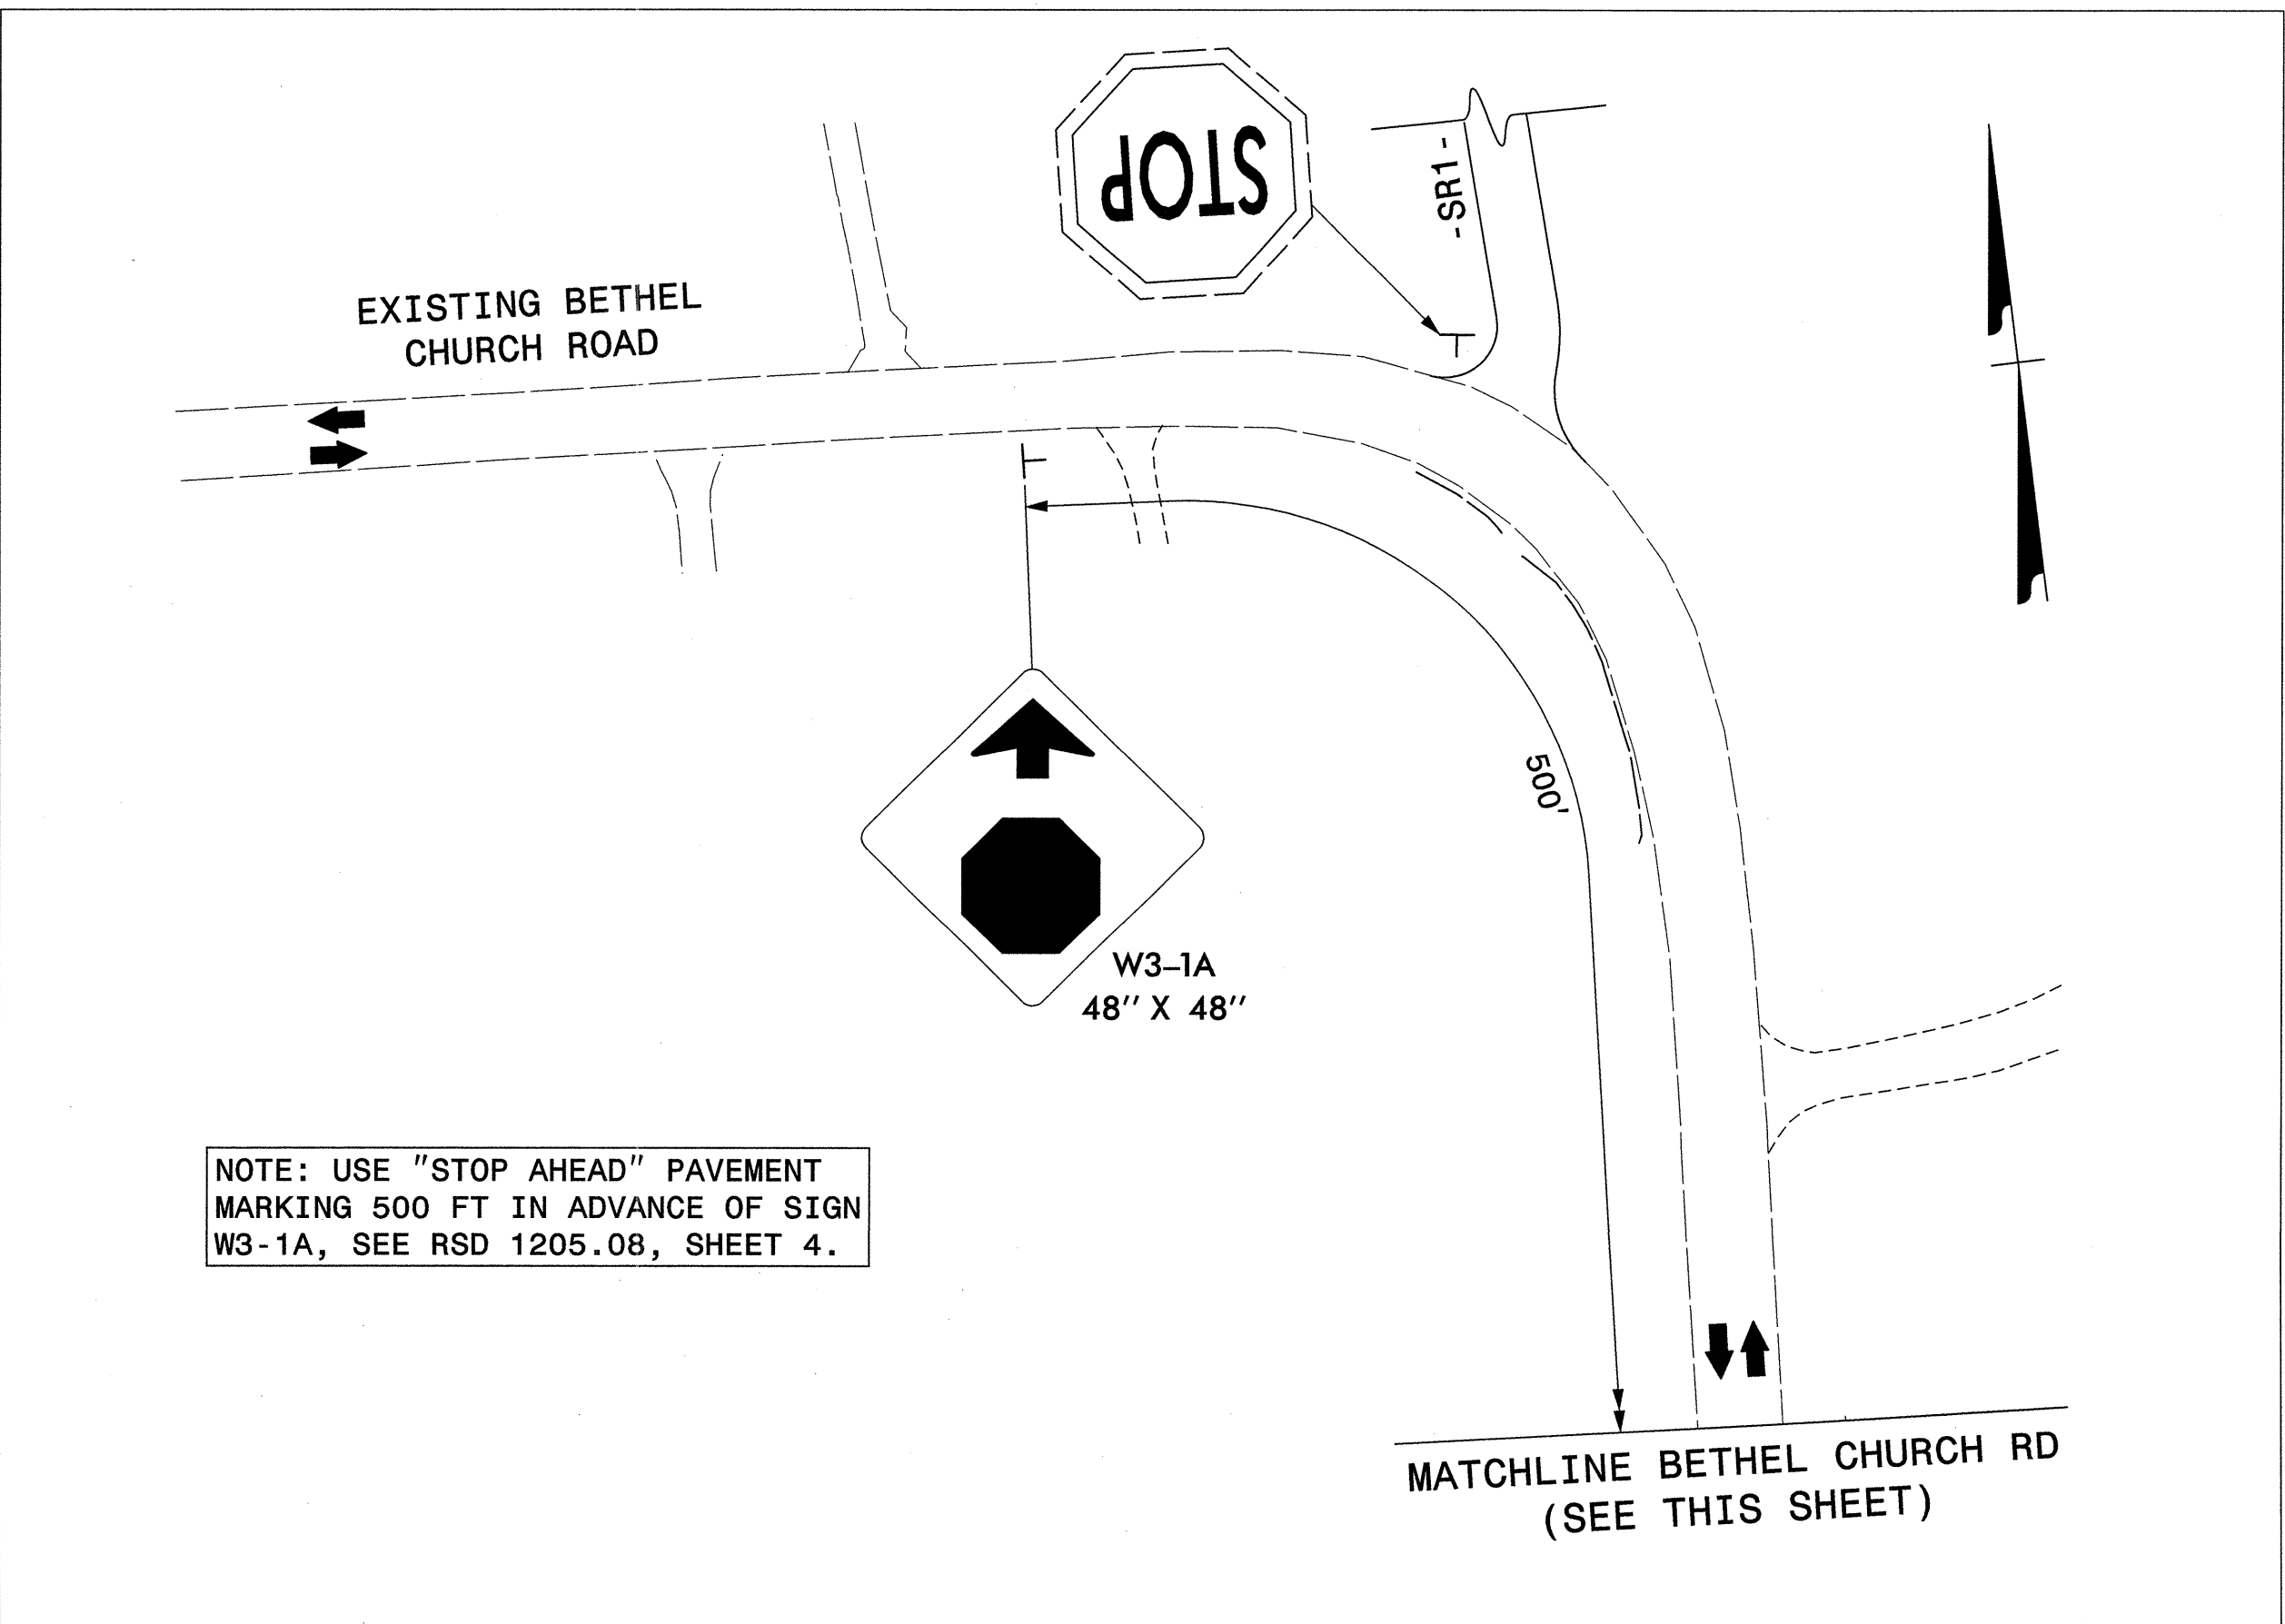 STOP
-SR1-
EXISTING BETHEL
CHURCH ROAD
500'
W3-1A
48" X 48"
NOTE: USE "STOP AHEAD" PAVEMENT
MARKING 500 FT IN ADVANCE OF SIGN
W3-1A, SEE RSD 1205.08, SHEET 4.
MATCHLINE BETHEL CHURCH RD
(SEE THIS SHEET)